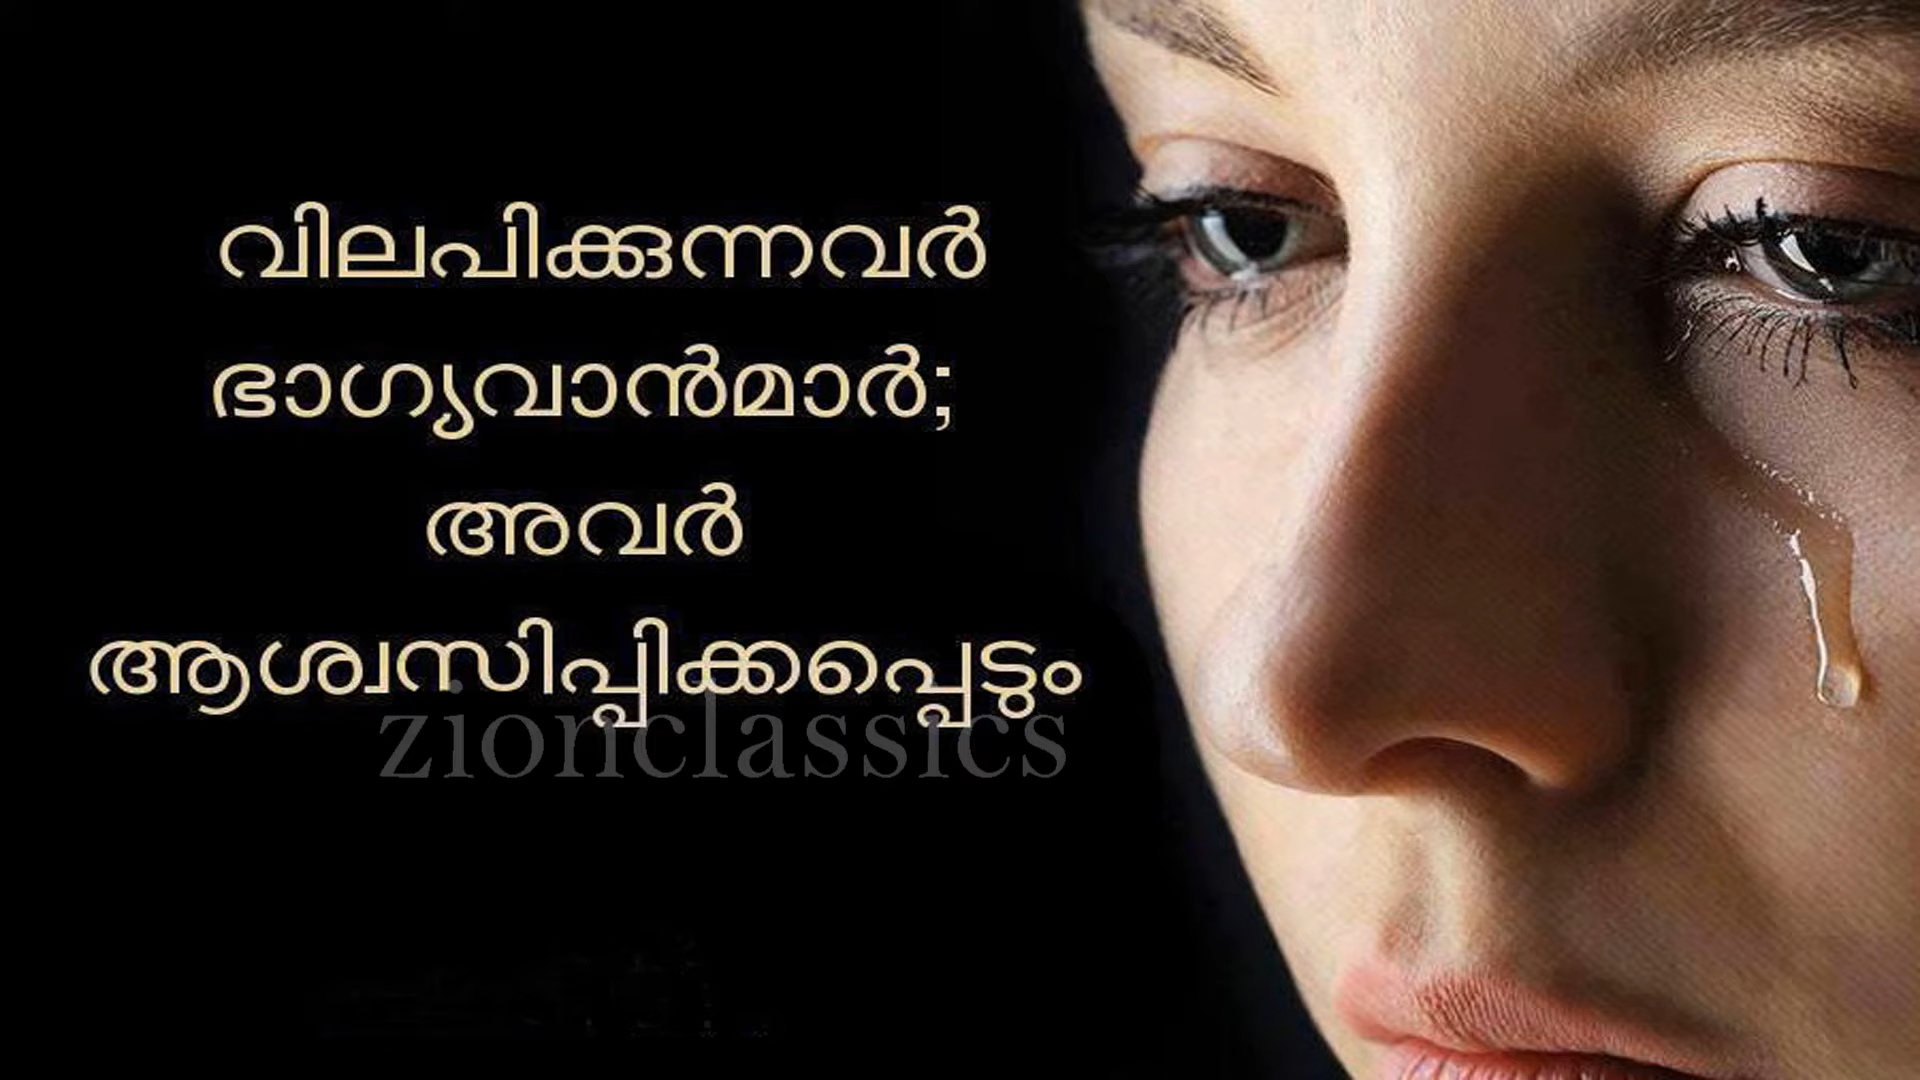 വിലപിക്കുന്നവർ
ഭാഗ്യവാൻമാർ;
അവർ
ആശ്വസിപ്പിക്കപ്പെടും
zionclassics